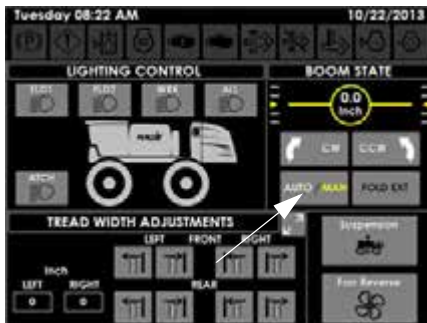 Tuesday 08:22 AM 10/22/2013
(P)
LIGHTING CONTROL
BOOM STATE
FLD1 FLD2 WRK ALL
0.0
Inch
CW CCW
ATCH
AUTO / MAN FOLD EXT
TREAD WIDTH ADJUSTMENTS
LEFT FRONT RIGHT
Suspension
Inch
LEFT RIGHT
REAR
0 0
Fan Reverse